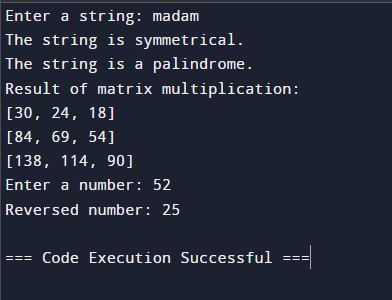 Enter a string: madam
The string is symmetrical.
The string is a palindrome.
Result of matrix multiplication:
[30, 24, 18]
[84, 69, 54]
[138, 114, 90]
Enter a number: 52
Reversed number: 25
=== Code Execution Successful ===